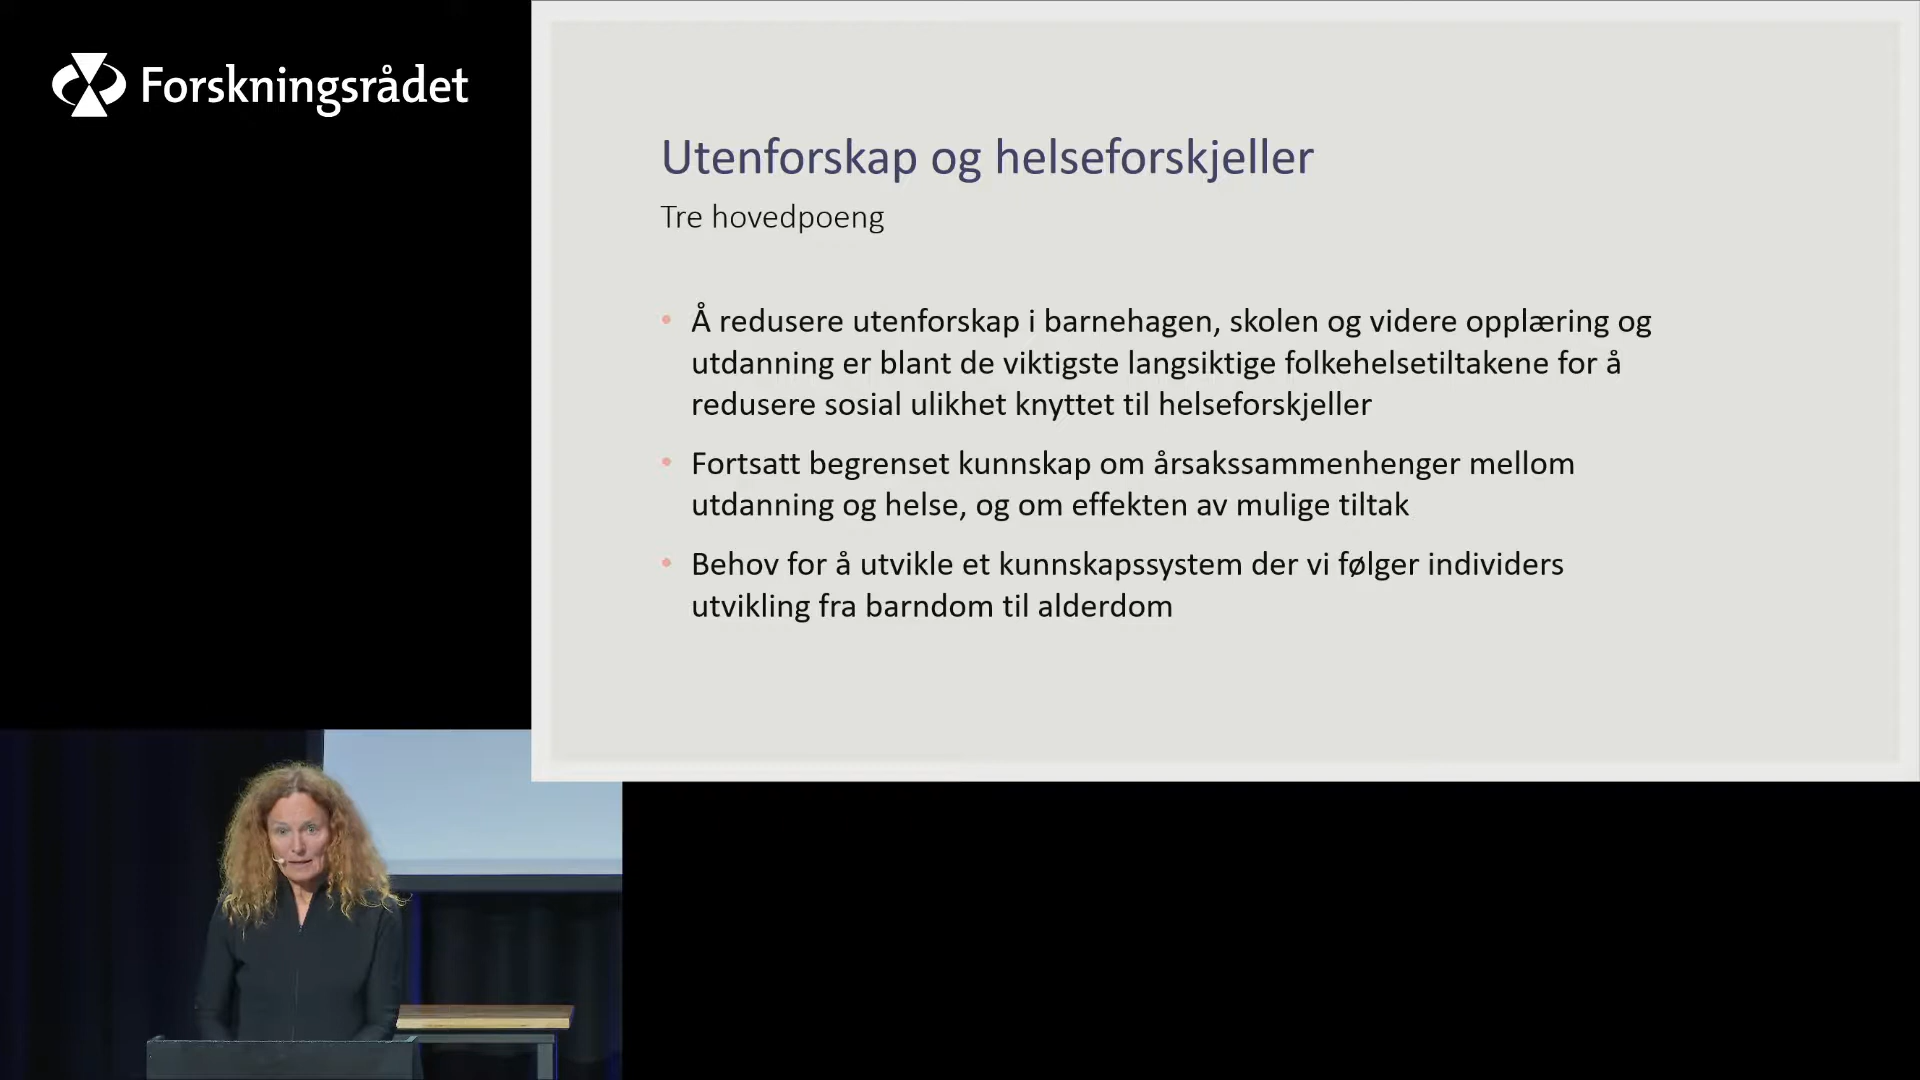 Forskningsrådet
Utenforskap og helseforskjeller
Tre hovedpoeng
• Å redusere utenforskap i barnehagen, skolen og videre opplæring og
utdanning er blant de viktigste langsiktige folkehelsetiltakene for å
redusere sosial ulikhet knyttet til helseforskjeller
• Fortsatt begrenset kunnskap om årsakssammenhenger mellom
utdanning og helse, og om effekten av mulige tiltak
• Behov for å utvikle et kunnskapssystem der vi følger individers
utvikling fra barndom til alderdom